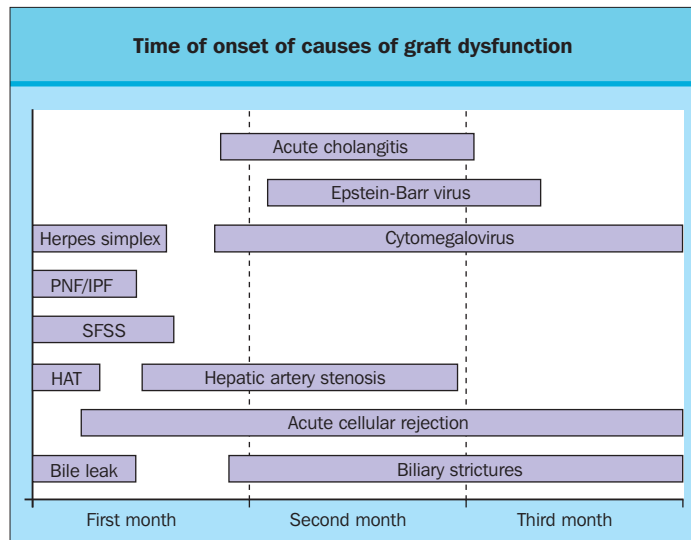 Time of onset of causes of graft dysfunction
Acute cholangitis
Epstein-Barr virus
Herpes simplex
Cytomegalovirus
PNF/IPF
SFSS
HAT
Hepatic artery stenosis
Acute cellular rejection
Bile leak
Biliary strictures
First month
Second month
Third month